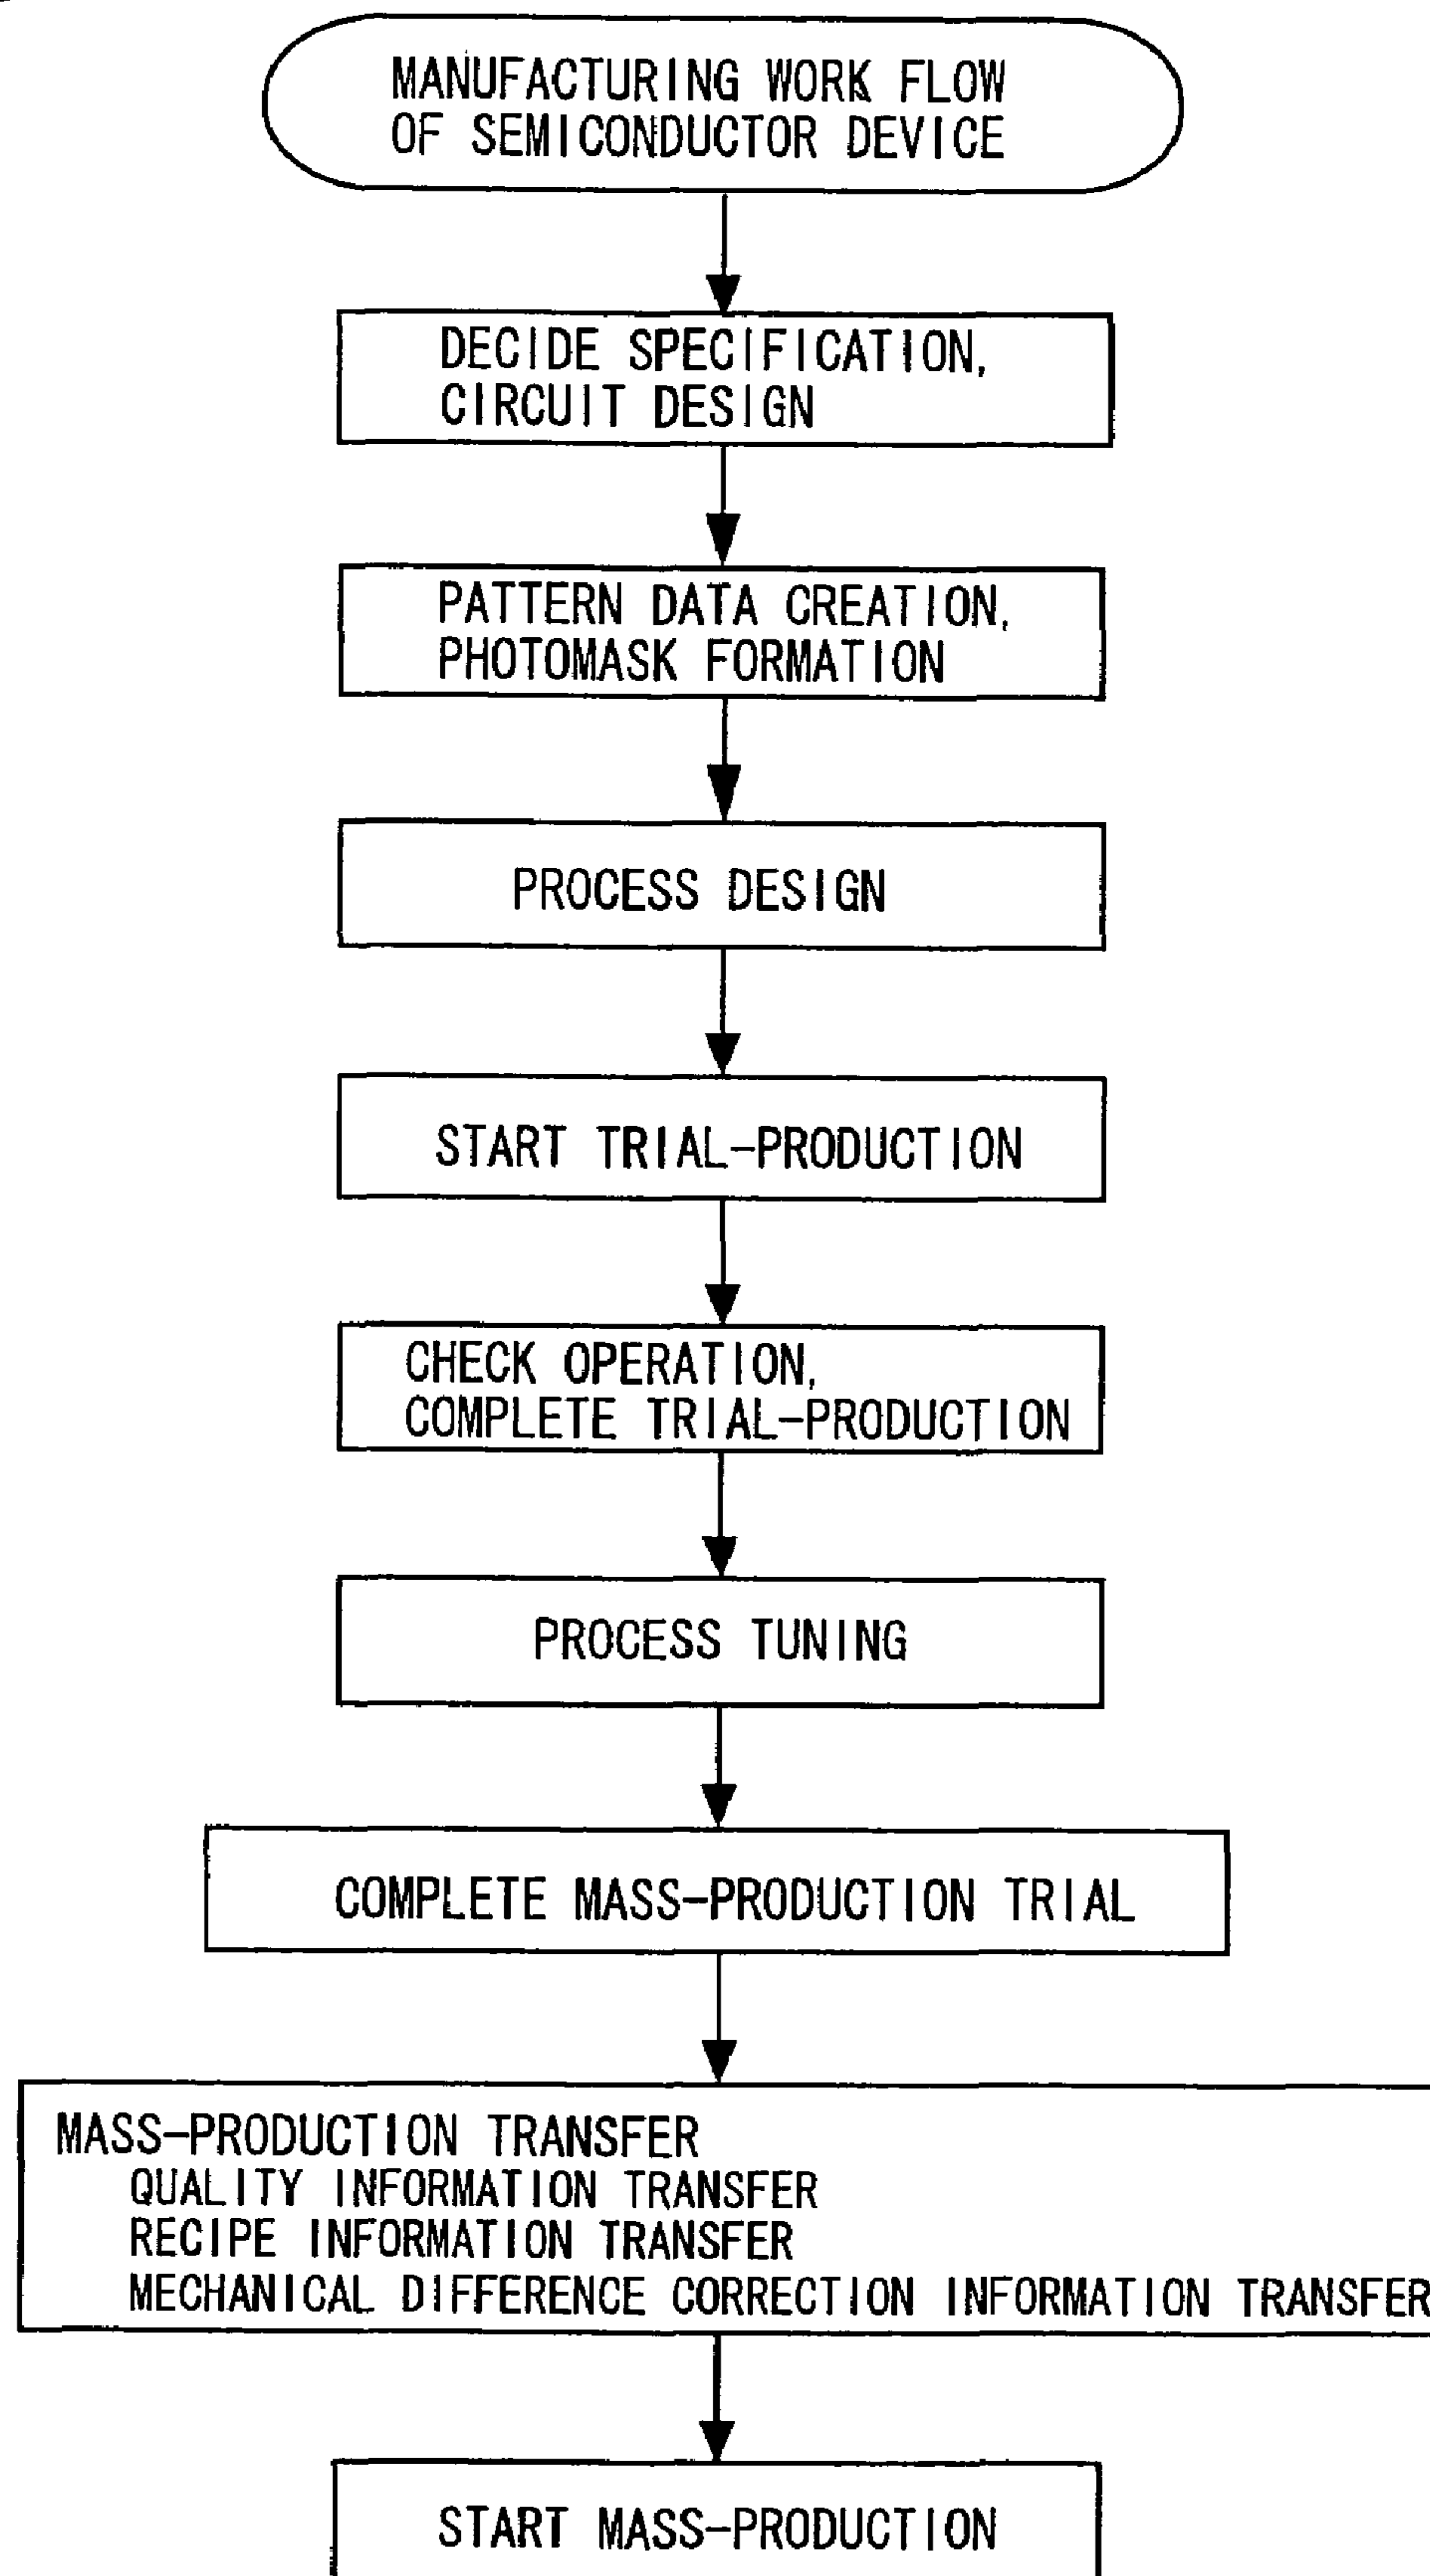 MANUFACTURING WORK FLOW
OF SEMICONDUCTOR DEVICE
DECIDE SPECIFICATION,
CIRCUIT DESIGN
PATTERN DATA CREATION,
PHOTOMASK FORMATION
PROCESS DESIGN
START TRIAL-PRODUCTION
CHECK OPERATION,
COMPLETE TRIAL-PRODUCTION
PROCESS TUNING
COMPLETE MASS-PRODUCTION TRIAL
MASS-PRODUCTION TRANSFER
QUALITY INFORMATION TRANSFER
RECIPE INFORMATION TRANSFER
MECHANICAL DIFFERENCE CORRECTION INFORMATION TRANSFER
START MASS-PRODUCTION